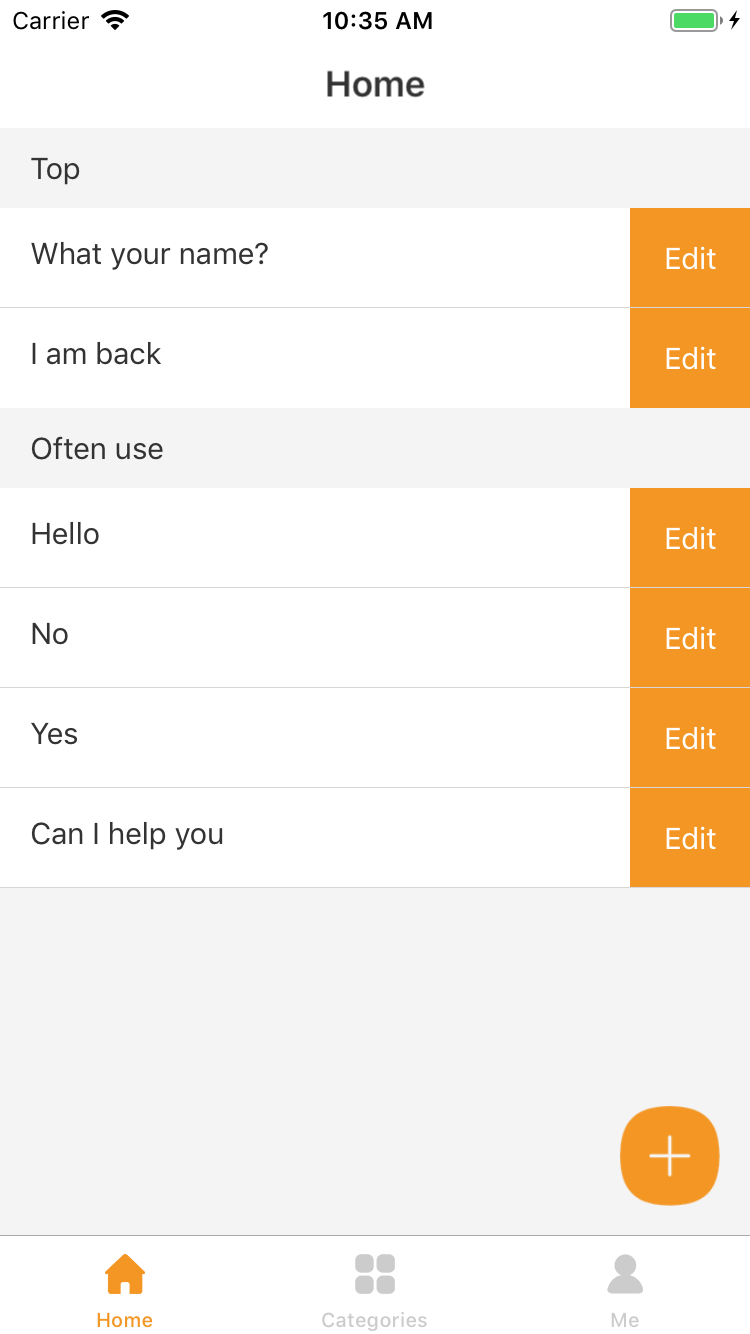 Carrier 10:35 AM
Home
Top
What your name? Edit
I am back Edit
Often use
Hello Edit
No Edit
Yes Edit
Can I help you Edit
Home Categories Me